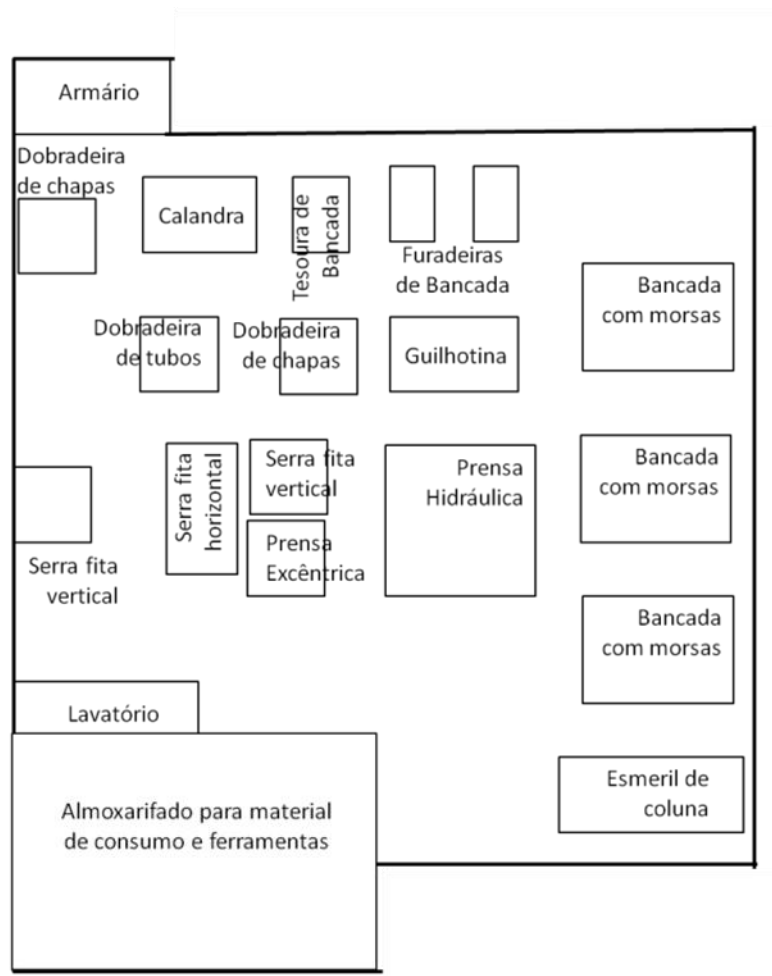 Armário
Dobradeira
de chapas
Calandra
Tesoura de
Bancada
Furadeiras
de Bancada
Bancada
com morsas
Dobradeira
de tubos
Dobradeira
de chapas
Guilhotina
Serra fita
horizontal
Serra fita
vertical
Prensa
Hidráulica
Bancada
com morsas
Prensa
Excêntrica
Serra fita
vertical
Bancada
com morsas
Lavatório
Esmeril de
coluna
Almoxarifado para material
de consumo e ferramentas